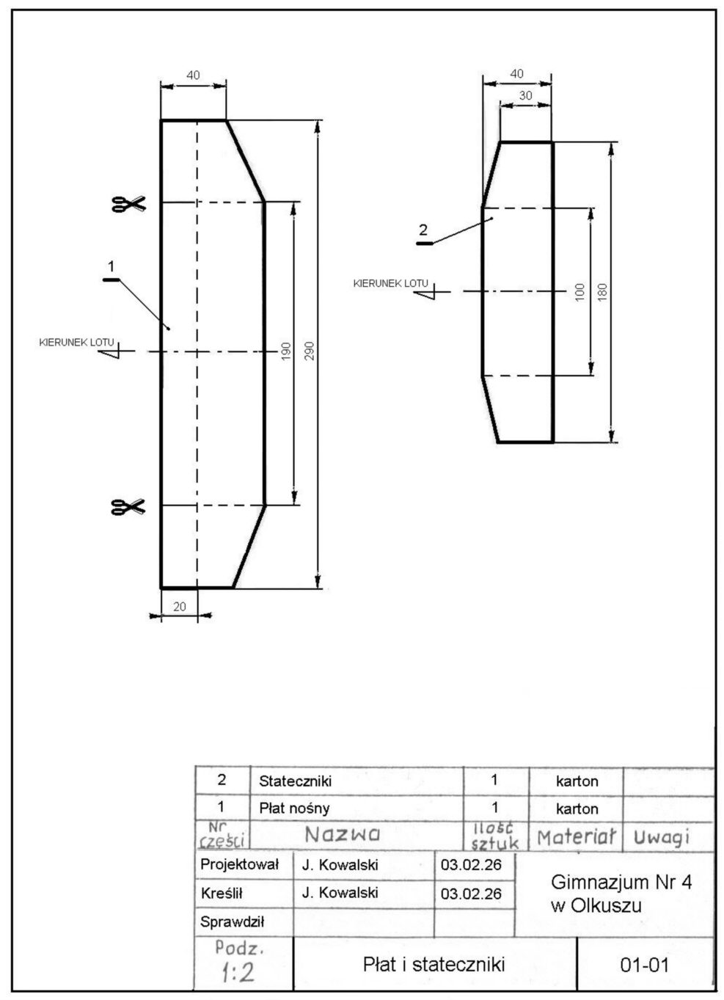 40
40
30
2
1
KIERUNEK LOTU
100
180
KIERUNEK LOTU
190
290
20
2 Stateczniki 1 karton
1 Płat nośny 1 karton
Nr części Nazwa Ilość sztuk Materiał Uwagi
Projektował J. Kowalski 03.02.26
Kreślił J. Kowalski 03.02.26
Sprawdził
Gimnazjum Nr 4
w Olkuszu
Podz.
1:2
Płat i stateczniki
01-01